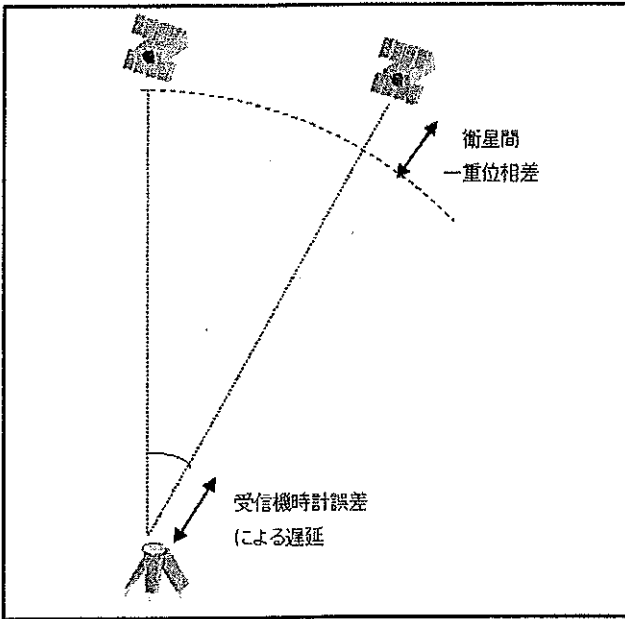 衛星間
一重位相差
受信機時計誤差
による遅延